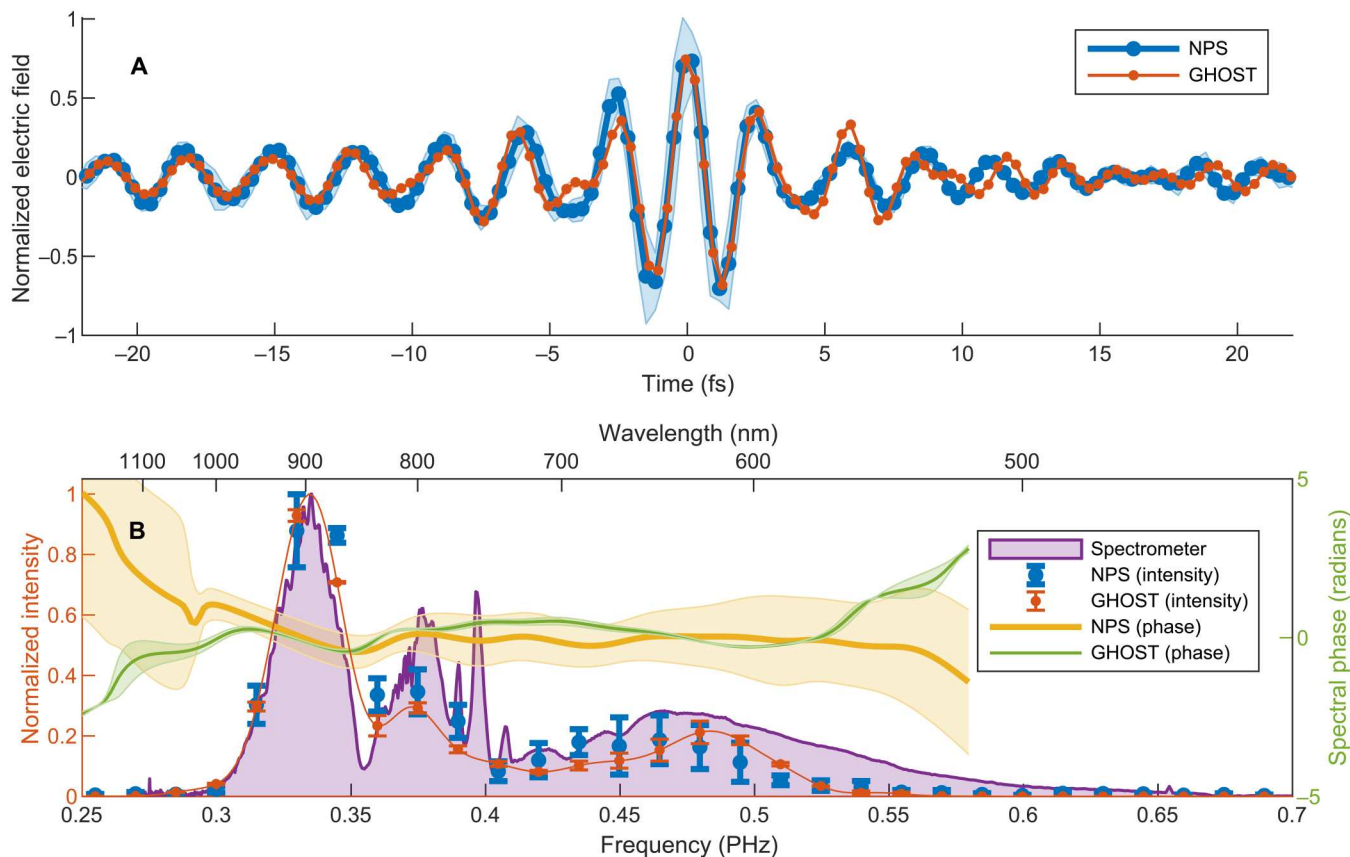 A
NPS
GHOST
Normalized electric field
1
0.5
0
−0.5
−1
−20 −15 −10 −5 0 5 10 15 20
Time (fs)
Wavelength (nm)
1100 1000 900 800 700 600 500
B
Normalized intensity
1
0.8
0.6
0.4
0.2
0
Spectrometer
NPS (intensity)
GHOST (intensity)
NPS (phase)
GHOST (phase)
5
0
−5
Spectral phase (radians)
0.25 0.3 0.35 0.4 0.45 0.5 0.55 0.6 0.65 0.7
Frequency (PHz)